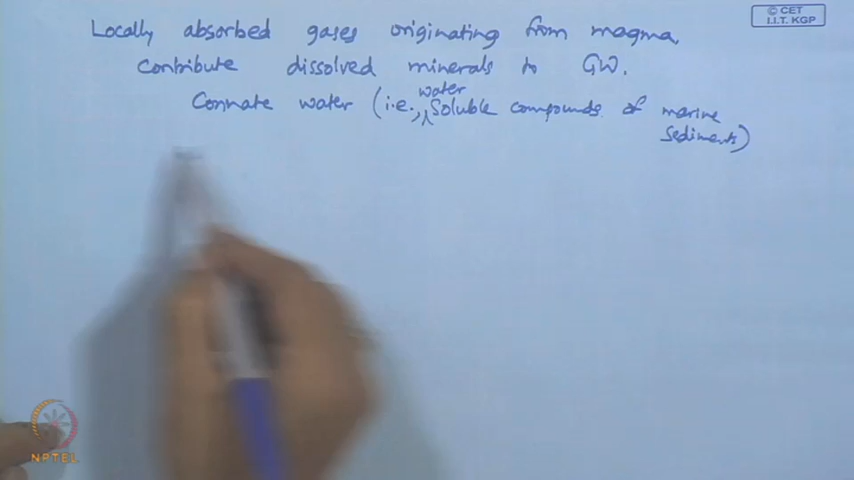 © CET
I.I.T. KGP
Locally absorbed gases originating from magma,
contribute dissolved minerals to GW.
Connate water (i.e., water soluble compounds of marine
sediments)
NPTEL